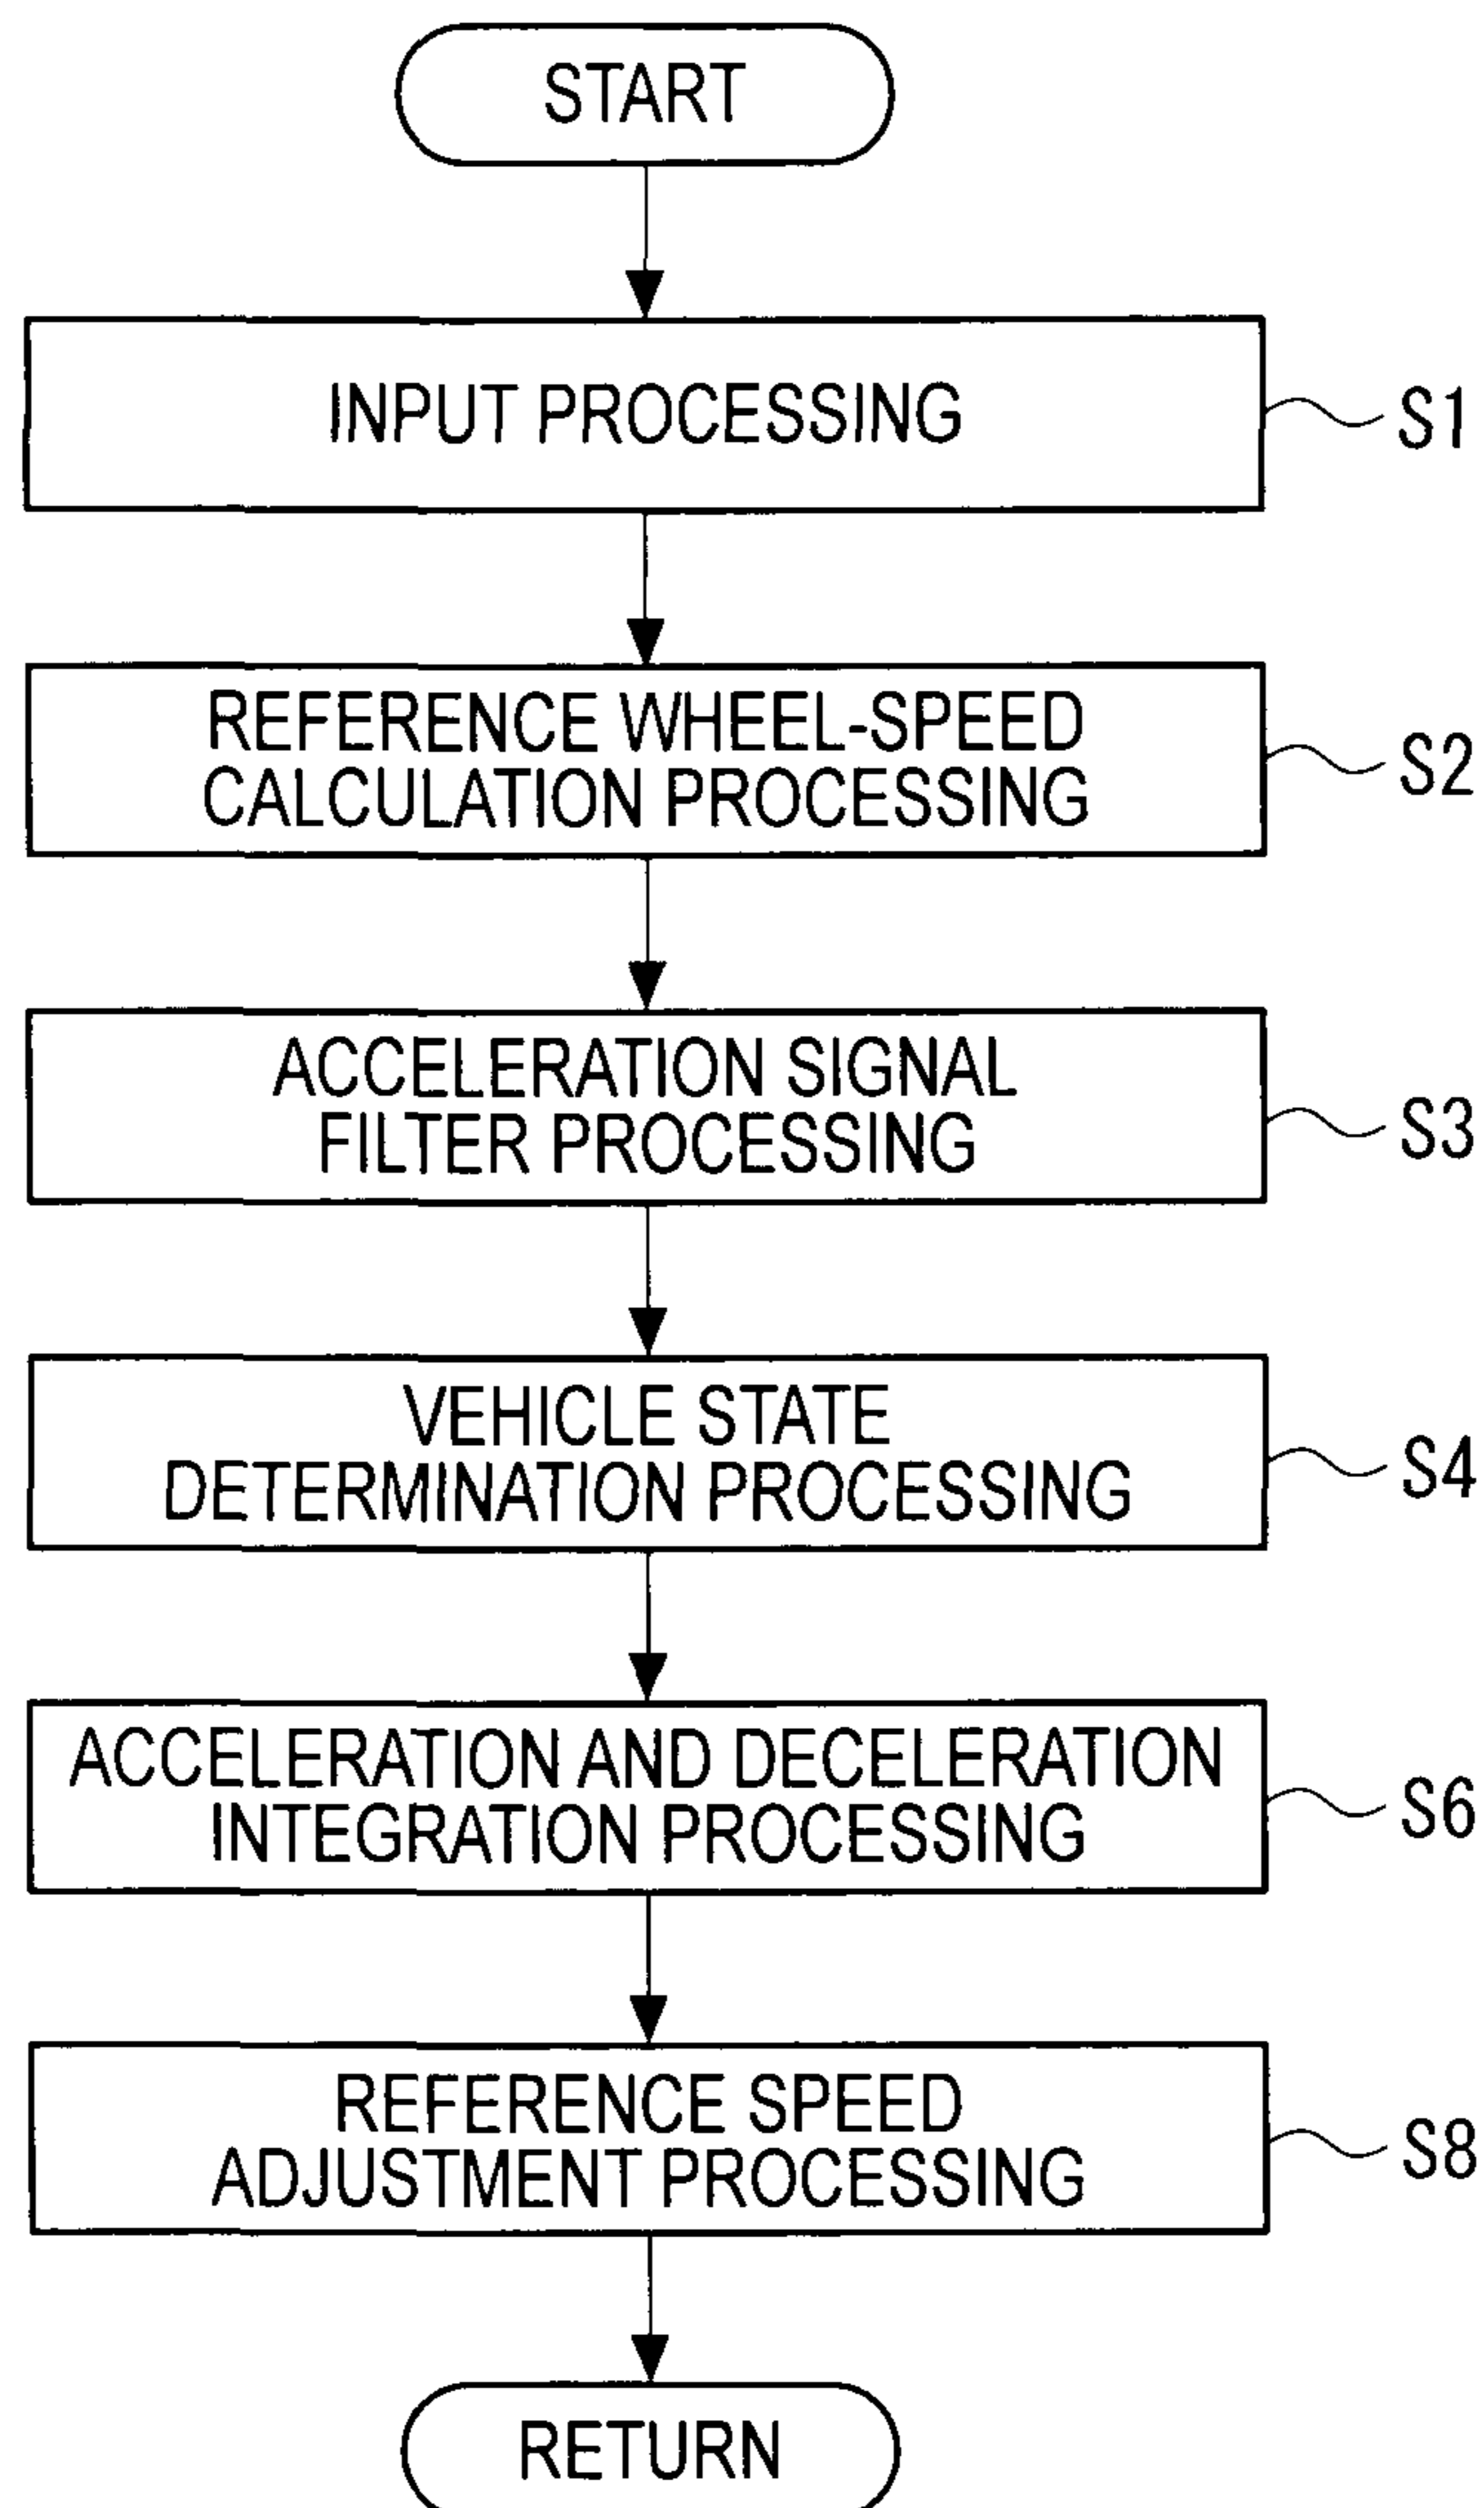 START
INPUT PROCESSING
S1
REFERENCE WHEEL-SPEED
CALCULATION PROCESSING
S2
ACCELERATION SIGNAL
FILTER PROCESSING
S3
VEHICLE STATE
DETERMINATION PROCESSING
S4
ACCELERATION AND DECELERATION
INTEGRATION PROCESSING
S6
REFERENCE SPEED
ADJUSTMENT PROCESSING
S8
RETURN